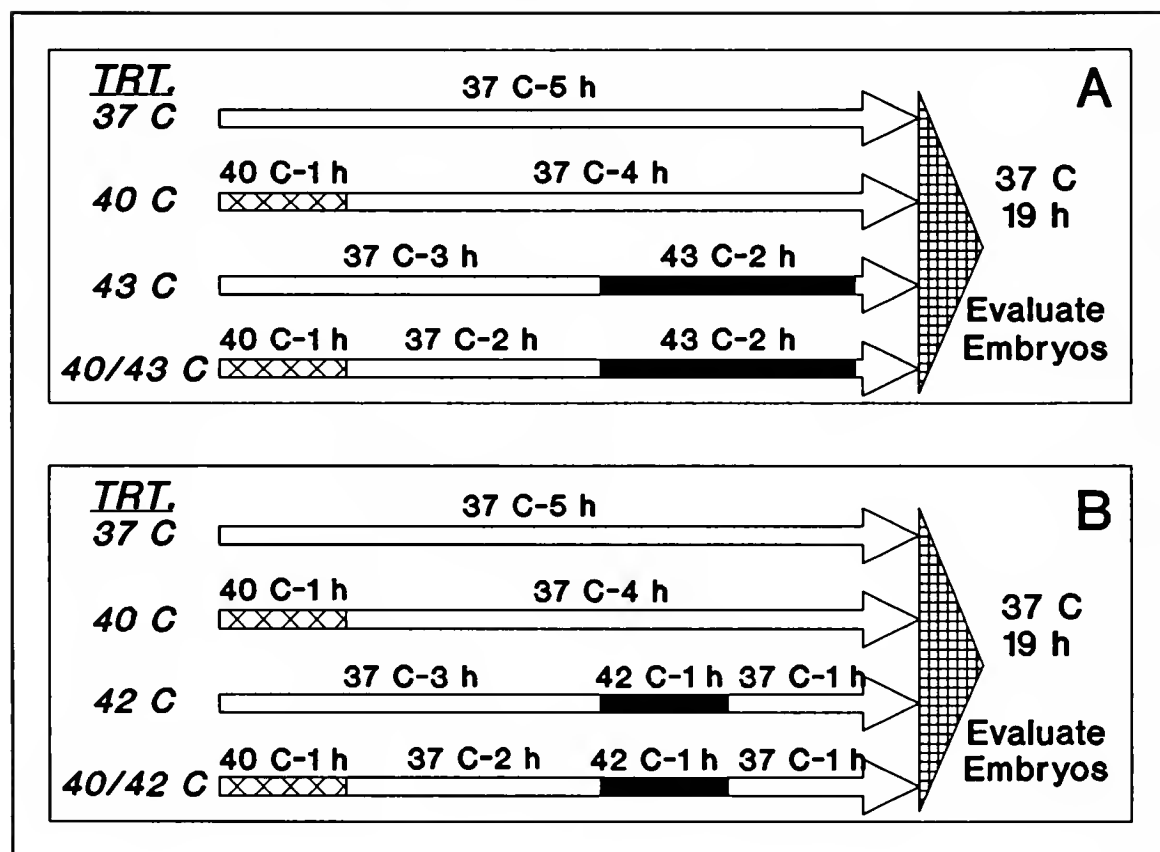 A
TRT.
37 C-5 h
37 C
40 C-1 h 37 C-4 h
40 C
37 C-3 h 43 C-2 h
43 C
40 C-1 h 37 C-2 h 43 C-2 h
40/43 C
37 C
19 h
Evaluate
Embryos
B
TRT.
37 C-5 h
37 C
40 C-1 h 37 C-4 h
40 C
37 C-3 h 42 C-1 h 37 C-1 h
42 C
40 C-1 h 37 C-2 h 42 C-1 h 37 C-1 h
40/42 C
37 C
19 h
Evaluate
Embryos